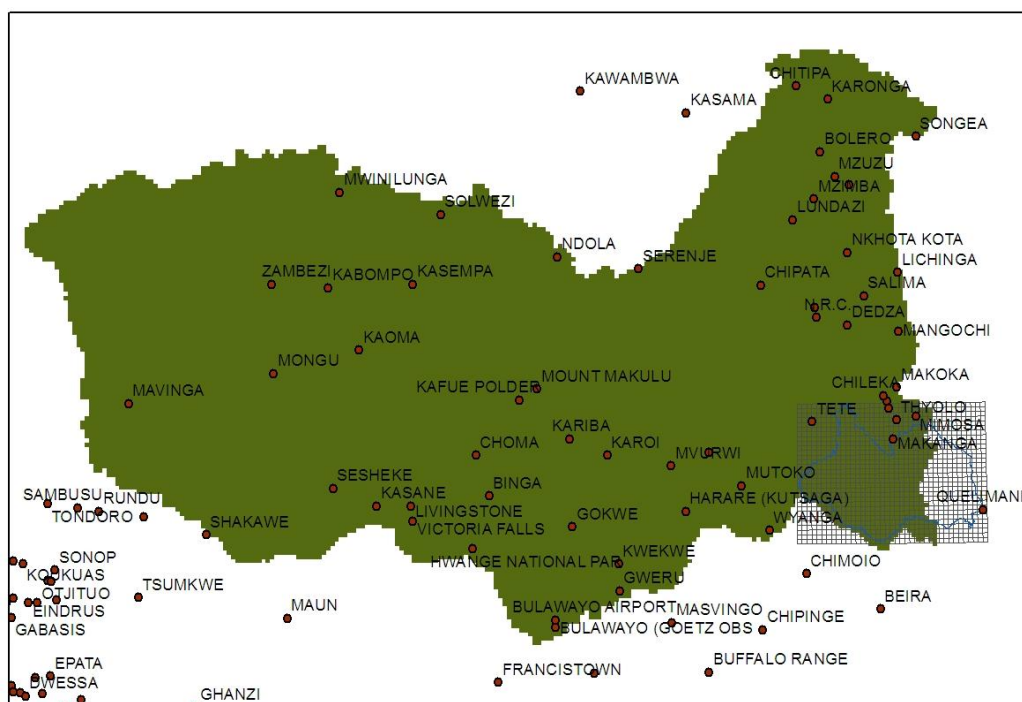 CHITIPA
KAWAMBWA
KARONGA
KASAMA
SONGEA
BOLERO
MZUZU
MWINILUNGA
MZIMBA
SOLWEZI
LUNDAZI
NDOLA
NKHOTA KOTA
SERENJE
LICHINGA
ZAMBEZI
KABOMPO
KASEMPA
CHIPATA
SALIMA
N.R.C.
DEDZA
MANGOCHI
KAOMA
MONGU
MAVINGA
KAFUE POLDER
MOUNT MAKULU
CHILEKA
MAKOKA
TETE
THYOLO
MIMOSA
KARIBA
CHOMA
KAROI
MAKANGA
MVURWI
SESHEKE
MUTOKO
BINGA
SAMBUSU
RUNDU
KASANE
HARARE (KUTSAGA)
QUELIMANE
TONDORO
LIVINGSTONE
VICTORIA FALLS
GOKWE
WYANGA
SHAKAWE
HWANGE NATIONAL PAR
KWEKWE
SONOP
CHIMOIO
KOUKUAS
OTJITUO
TSUMKWE
GWERU
EINDRUS
MAUN
BULAWAYO AIRPORT
MASVINGO
BEIRA
GABASIS
BULAWAYO (GOETZ OBS
CHIPINGE
EPATA
FRANCISTOWN
BUFFALO RANGE
DWESSA
GHANZI